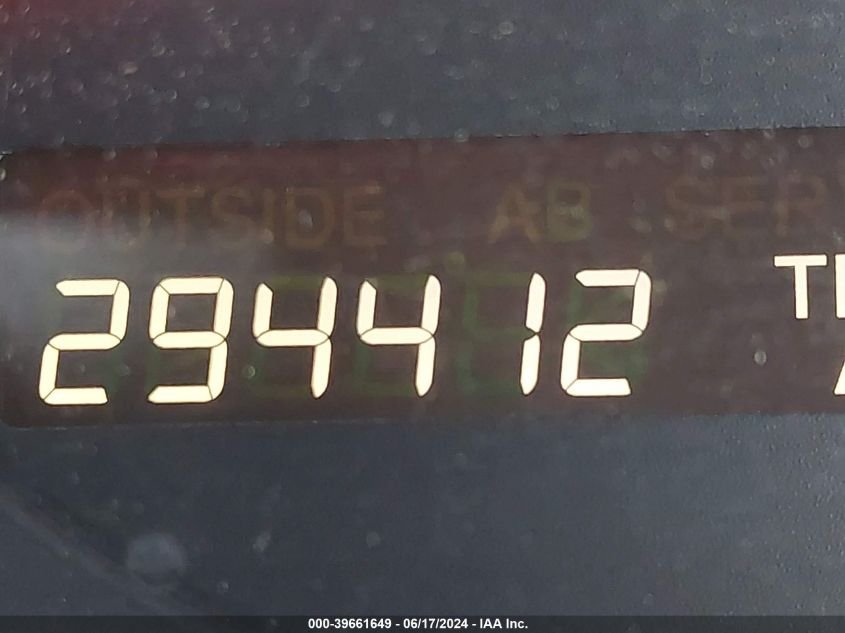 OUTSIDE AB SER
294412
000-39661649 - 06/17/2024 - IAA Inc.